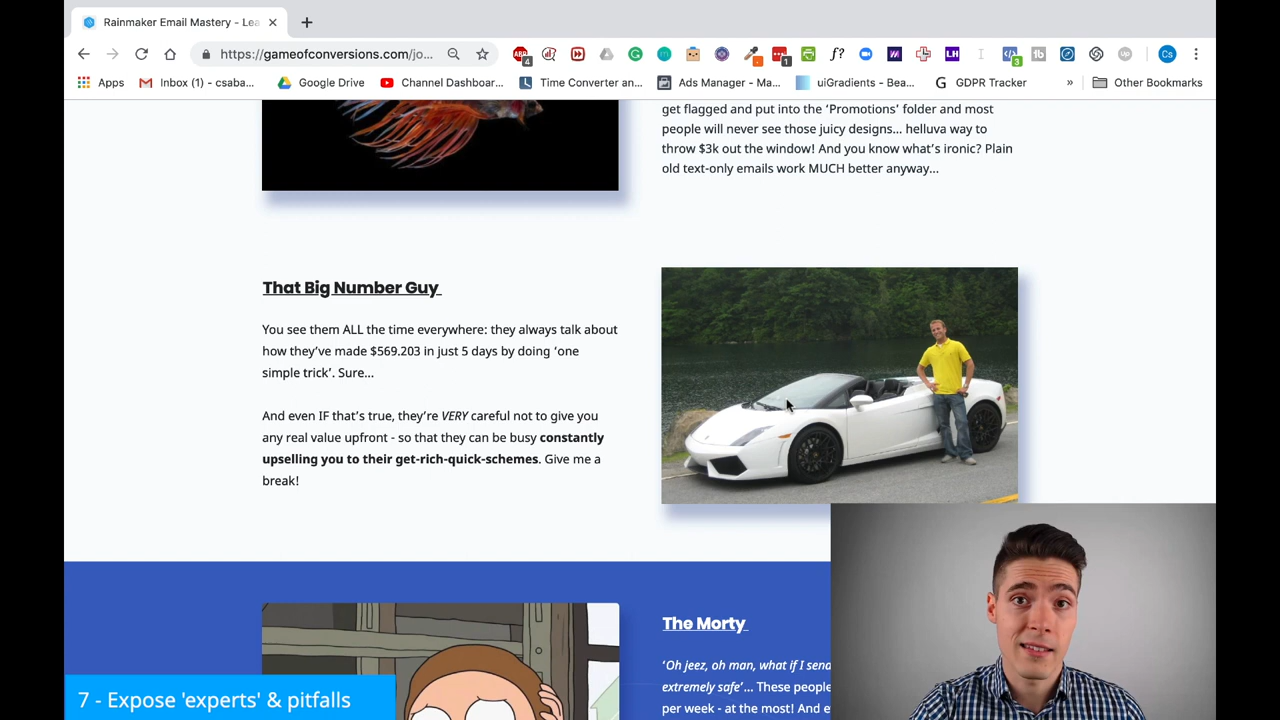 Rainmaker Email Mastery - Lea
https://gameofconversions.com/jo...
Apps
Inbox (1) - csaba...
Google Drive
Channel Dashboar...
Time Converter an...
Ads Manager - Ma...
uiGradients - Bea...
GDPR Tracker
Other Bookmarks
get flagged and put into the ‘Promotions’ folder and most
people will never see those juicy designs... helluva way to
throw $3k out the window! And you know what’s ironic? Plain
old text-only emails work MUCH better anyway...
That Big Number Guy
You see them ALL the time everywhere: they always talk about
how they’ve made $569.203 in just 5 days by doing ‘one
simple trick’. Sure...
And even IF that’s true, they’re VERY careful not to give you
any real value upfront - so that they can be busy constantly
upselling you to their get-rich-quick-schemes. Give me a
break!
The Morty
‘Oh jeez, oh man, what if I send
extremely safe’... These people
per week - at the most! And e
7 - Expose 'experts' & pitfalls